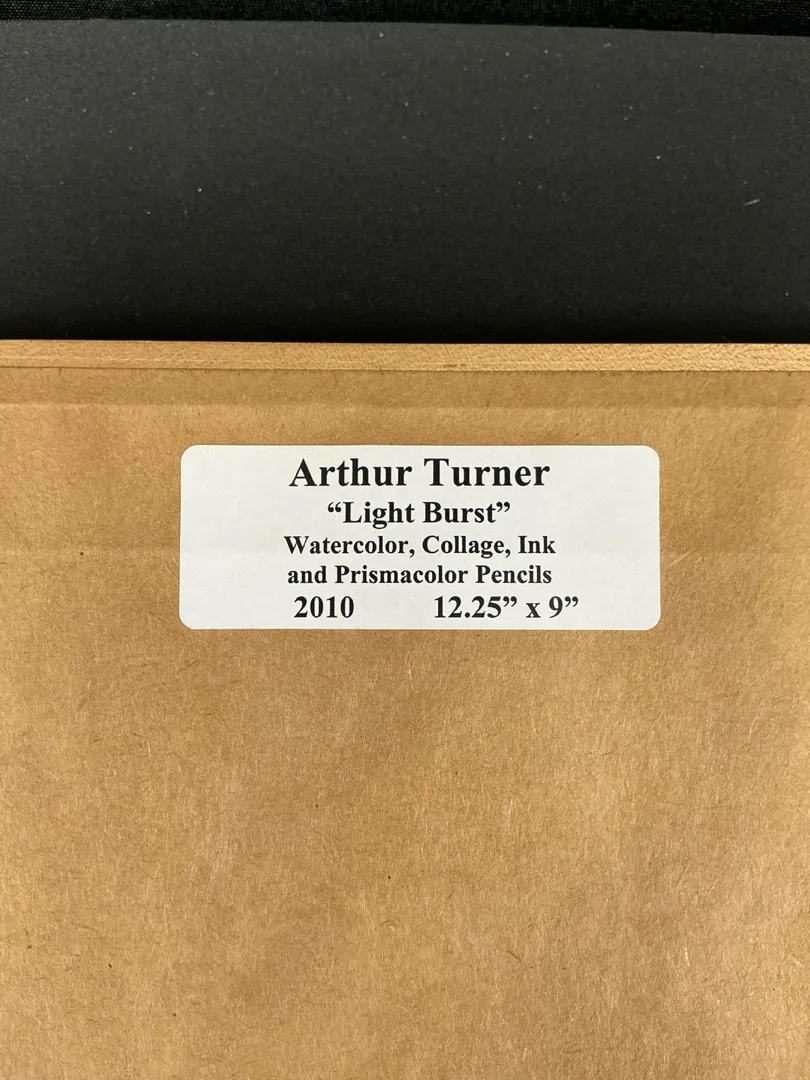 Arthur Turner
“Light Burst”
Watercolor, Collage, Ink
and Prismacolor Pencils
2010 12.25” x 9”